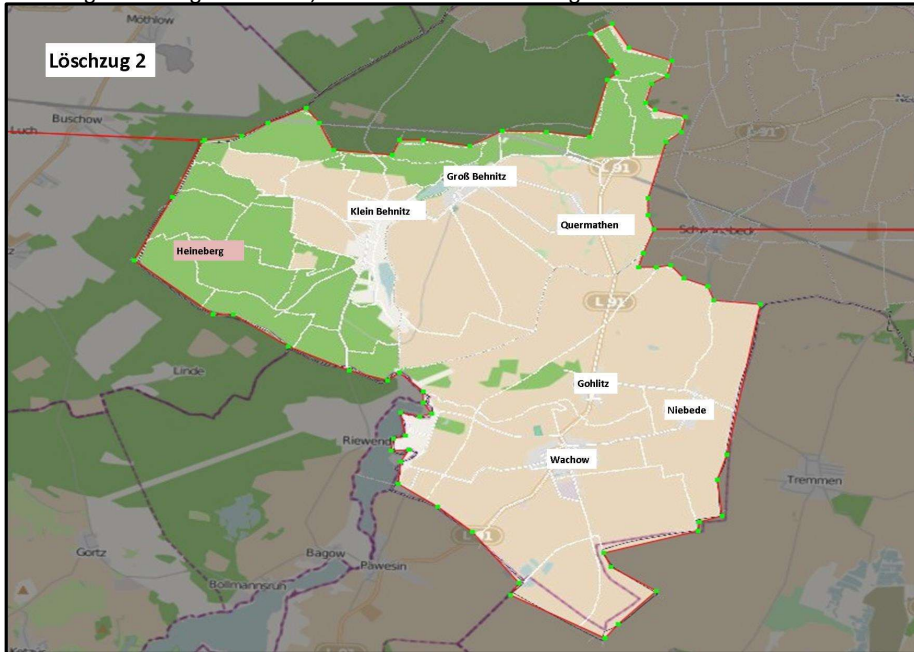 Möthlow
Löschzug 2
Buschow
Luch
L 91
L 91
Groß Behnitz
Klein Behnitz
Quermathen
Heineberg
L 91
Linde
Gohlitz
Niebede
Riewend
Wachow
Tremmen
Gortz
Bagow
Pawesin
Bollmannsruh